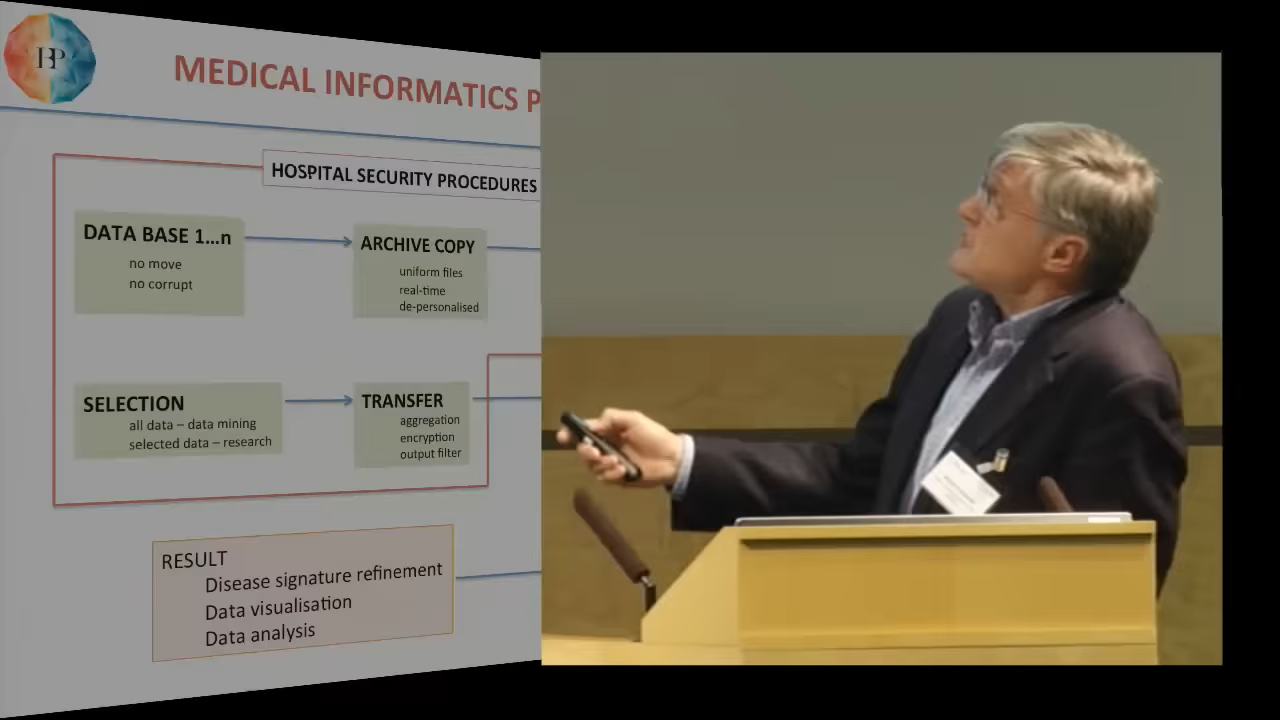 HBP
MEDICAL INFORMATICS P
HOSPITAL SECURITY PROCEDURES
DATA BASE 1...n
no move
no corrupt
ARCHIVE COPY
uniform files
real-time
de-personalised
SELECTION
all data – data mining
selected data – research
TRANSFER
aggregation
encryption
output filter
RESULT
Disease signature refinement
Data visualisation
Data analysis